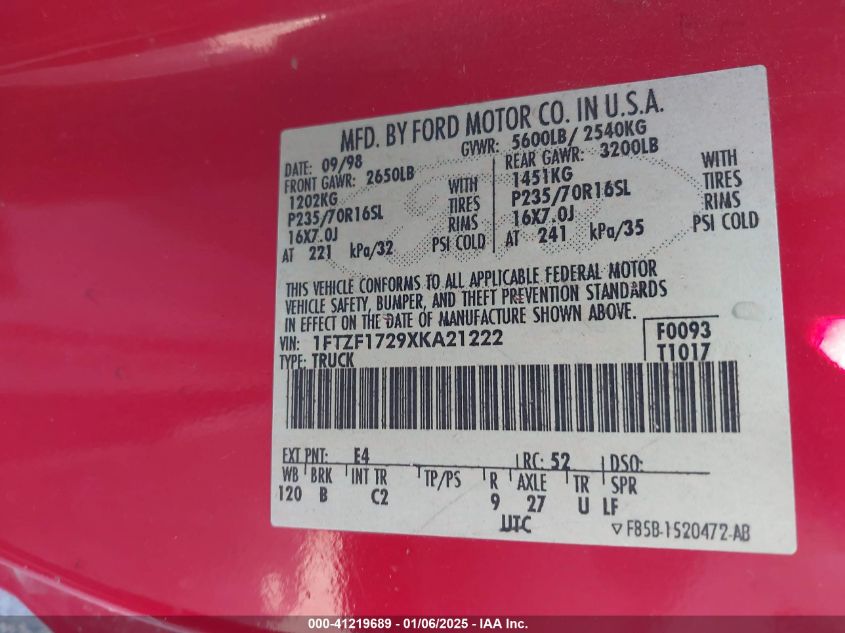 MFD. BY FORD MOTOR CO. IN U.S.A.
DATE: 09/98 GVWR: 5600LB/ 2540KG
FRONT GAWR: 2650LB REAR GAWR: 3200LB
1202KG WITH 1451KG WITH
P235/70R16SL TIRES P235/70R16SL TIRES
16X7.0J RIMS 16X7.0J RIMS
AT 221 kPa/32 PSI COLD AT 241 kPa/35 PSI COLD
THIS VEHICLE CONFORMS TO ALL APPLICABLE FEDERAL MOTOR
VEHICLE SAFETY, BUMPER, AND THEFT PREVENTION STANDARDS
IN EFFECT ON THE DATE OF MANUFACTURE SHOWN ABOVE.
VIN: 1FTZF1729XKA21222 F0093
TYPE: TRUCK T1017
EXT PNT: E4 RC: 52 DSO:
WB BRK INT TR TP/PS R AXLE TR SPR
120 B C2 9 27 U LF
UTC F85B-1520472-AB
000-41219689 - 01/06/2025 - IAA Inc.